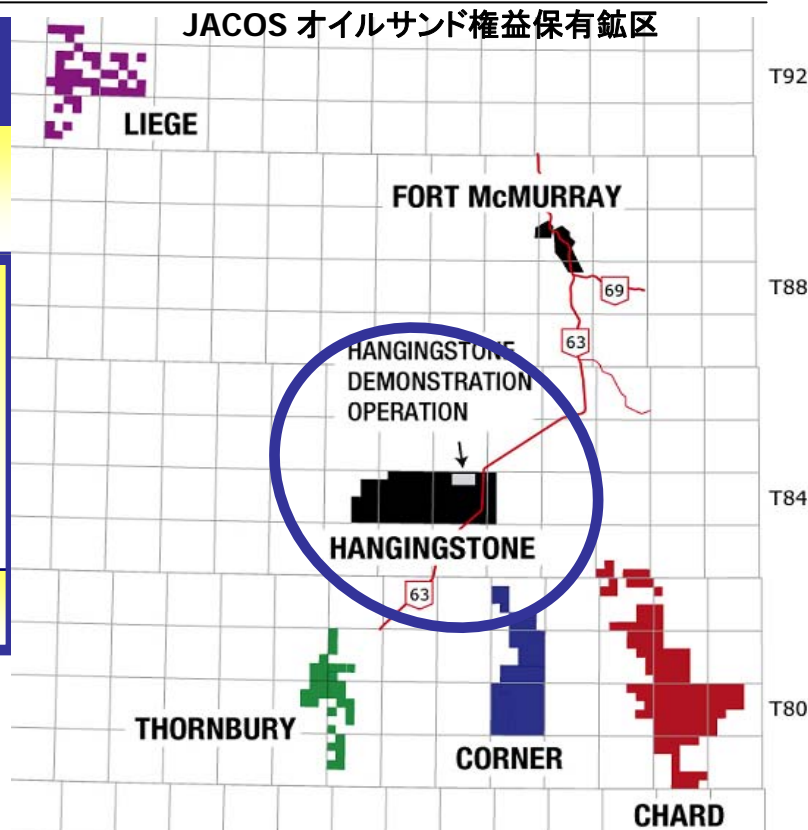 JACOS オイルサンド権益保有鉱区
T92
LIEGE
FORT McMURRAY
69
T88
63
HANGINGSTONE
DEMONSTRATION
OPERATION
T84
HANGINGSTONE
63
T80
THORNBURY
CORNER
CHARD